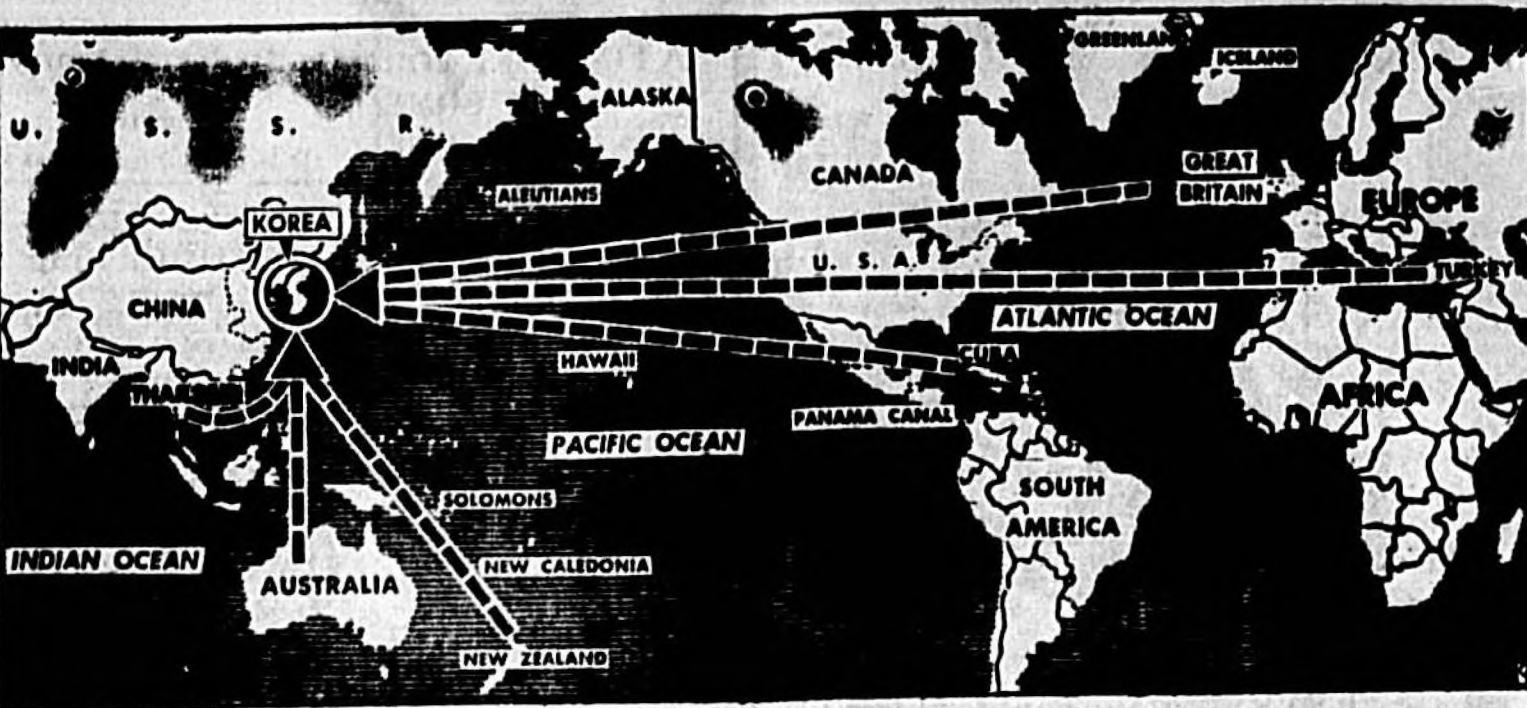 GREENLAND
ICELAND
ALASKA
U. S. S. R.
CANADA
GREAT
BRITAIN
ALEUTIANS
EUROPE
KOREA
U. S. A.
TURKEY
CHINA
ATLANTIC OCEAN
INDIA
HAWAII
CUBA
THAILAND
AFRICA
PANAMA CANAL
PACIFIC OCEAN
SOLOMONS
SOUTH
AMERICA
INDIAN OCEAN
NEW CALEDONIA
AUSTRALIA
NEW ZEALAND